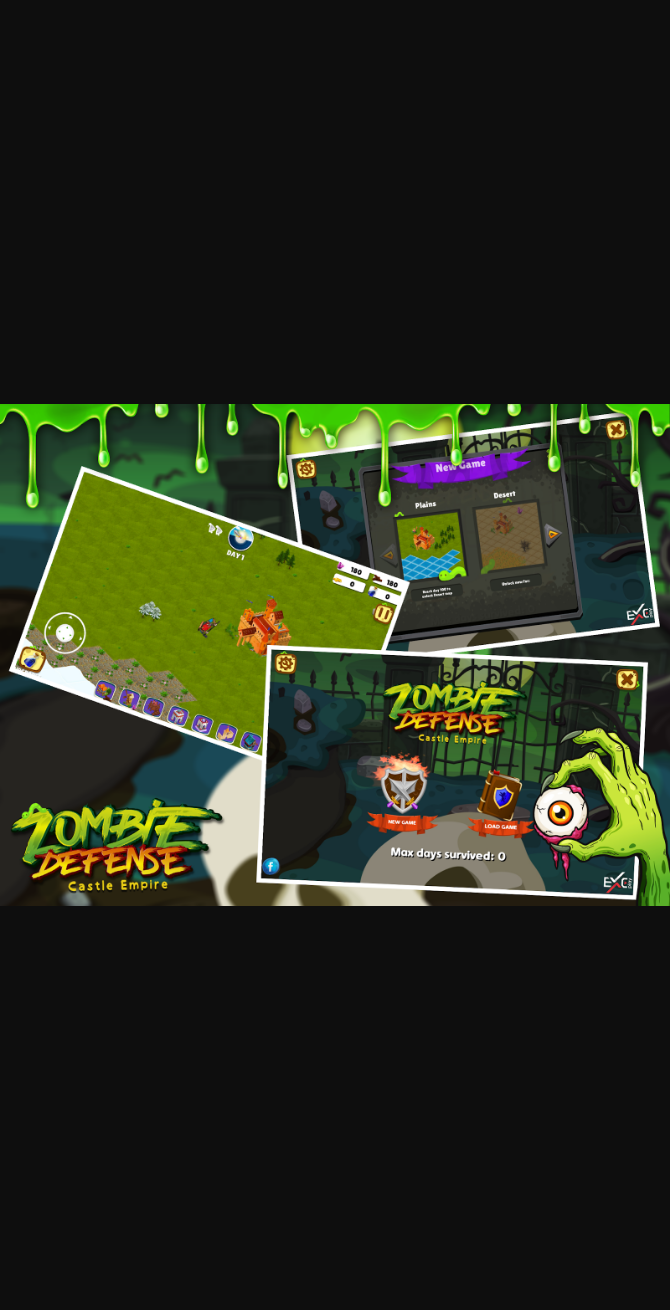 New Game
Plains
Desert
DAY 1
180
180
0
0
ZOMBIE
DEFENSE
Castle Empire
NEW GAME
LOAD GAME
Max days survived: 0
ZOMBIE
DEFENSE
Castle Empire